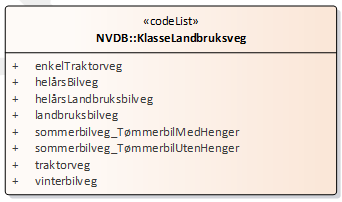 «codeList»
NVDB::KlasseLandbruksveg
+ enkelTraktorveg
+ helårsBilveg
+ helårsLandbruksbilveg
+ landbruksbilveg
+ sommerbilveg_TømmerbilMedHenger
+ sommerbilveg_TømmerbilUtenHenger
+ traktorveg
+ vinterbilveg